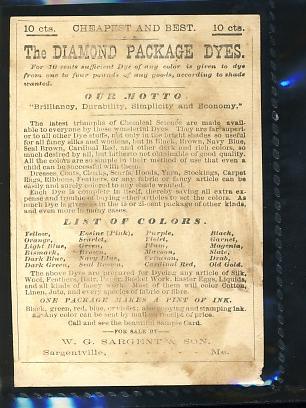 10 cts. CHEAPEST AND BEST. 10 cts.
The DIAMOND PACKAGE DYES.
For 10 cents sufficient Dye of any color is given to dye
from one to four pounds of any goods, according to shade
wanted.
OUR MOTTO
"Brilliancy, Durability, Simplicity and Economy."
The latest triumphs of Chemical Science are made avail-
able to everyone by these wonderful Dyes. They are far superi-
or to all other Dye stuffs, not only in the bright shades so useful
for all fancy silks and woolens, but in Black, Brown, Navy Blue,
Seal Brown, Cardinal Red, and other dark and rich colors, so
much desired by all, but hitherto not obtainable of good quality.
All the colors are so simple in their method of use that even a
child can be successful with them.
Dresses, Coats, Cloaks, Scarfs, Hoods, Yarn, Stockings, Carpet
Rags, Ribbons, Feathers, or any fabric or fancy article can be
easily and surely colored to any shade wanted.
Each Dye is complete in itself, thereby saving all extra expense
and of buying other articles to set the colors. As
much Dye is given as in the 15 or 25-cent packages of other kinds,
and even more in many cases.
LIST OF COLORS.
Yellow, Eosine (Pink), Purple, Black,
Orange, Scarlet, Violet, Garnet,
Light Blue, Green, Magenta,
Bismarck, Brown, Maroon, Slate,
Dark Blue, Navy Blue, Crimson, Drab,
Dark Green, Seal Brown, Cardinal Red, Old Gold.
The above Dyes are prepared for Dyeing any article of Silk,
Wool, Feathers, Hair, Paper, Basket Work, Easter Eggs, Liquids,
and all kinds of fancy work. Most of them will color Cotton,
Linen, Jute, and every species of fabric or fibre.
ONE PACKAGE MAKES A PINT OF INK.
Black, green, red, blue, or violet; also copying and stamping ink.
Any color can be sent by mail on receipt of price.
Call and see the beautiful Sample Card.
FOR SALE BY
W. G. SARGENT & SON.
Sargentville, Me.